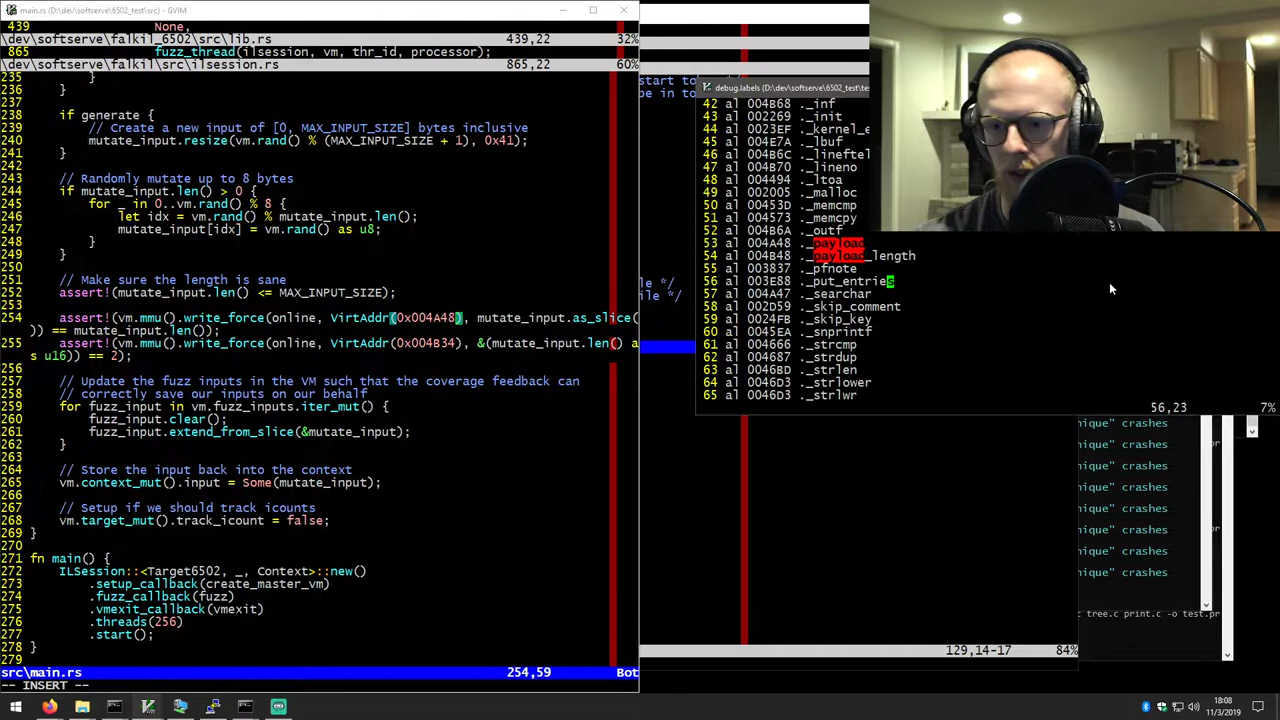 main.rs (D:\dev\softserve\6502_test\src) - GVIM
439                 None,
\dev\softserve\falkil_6502\src\lib.rs                    439,22           32%
865                 fuzz_thread(ilsession, vm, thr_id, processor);
\dev\softserve\falkil\src\ilsession.rs                   865,22           60%
235         }
236     }
237
238     if generate {
239         // Create a new input of [0, MAX_INPUT_SIZE] bytes inclusive
240         mutate_input.resize(vm.rand() % (MAX_INPUT_SIZE + 1), 0x41);
241     }
242
243     // Randomly mutate up to 8 bytes
244     if mutate_input.len() > 0 {
245         for _ in 0..vm.rand() % 8 {
246             let idx = vm.rand() % mutate_input.len();
247             mutate_input[idx] = vm.rand() as u8;
248         }
249     }
250
251     // Make sure the length is sane
252     assert!(mutate_input.len() <= MAX_INPUT_SIZE);
253
254     assert!(vm.mmu().write_force(online, VirtAddr(0x004A48), mutate_input.as_slice(
)) == mutate_input.len());
255     assert!(vm.mmu().write_force(online, VirtAddr(0x004B34), &(mutate_input.len() a
s u16)) == 2);
256
257     // Update the fuzz inputs in the VM such that the coverage feedback can
258     // correctly save our inputs on our behalf
259     for fuzz_input in vm.fuzz_inputs.iter_mut() {
260         fuzz_input.clear();
261         fuzz_input.extend_from_slice(&mutate_input);
262     }
263
264     // Store the input back into the context
265     vm.context_mut().input = Some(mutate_input);
266
267     // Setup if we should track icounts
268     vm.target_mut().track_icount = false;
269 }
270
271 fn main() {
272     ILSession::<Target6502, _, Context>::new()
273         .setup_callback(create_master_vm)
274         .fuzz_callback(fuzz)
275         .vmexit_callback(vmexit)
276         .threads(256)
277         .start();
278 }
279
src\main.rs                                              254,59           Bot
-- INSERT --
start to
be in to
le */
file */
debug.labels (D:\dev\softserve\6502_test\te
42 al 004B68 ._inf
43 al 002269 ._init
44 al 0023EF ._kernel_e
45 al 004E7A ._lbuf
46 al 004B6C ._lineftel
47 al 004B70 ._lineno
48 al 004494 ._ltoa
49 al 002005 ._malloc
50 al 00453D ._memcmp
51 al 004573 ._memcpy
52 al 004B6A ._outf
53 al 004A48 ._payload
54 al 004B48 ._payload_length
55 al 003837 ._pfnote
56 al 003E88 ._put_entries
57 al 004A47 ._searchar
58 al 002D59 ._skip_comment
59 al 0024FB ._skip_key
60 al 0045EA ._snprintf
61 al 004666 ._strcmp
62 al 004687 ._strdup
63 al 0046BD ._strlen
64 al 0046D3 ._strlower
65 al 0046D3 ._strlwr
56,23            7%
nique" crashes
nique" crashes
nique" crashes
nique" crashes
nique" crashes
nique" crashes
nique" crashes
nique" crashes
c tree.c print.c -o test.pr
129,14-17       84%
18:08
11/3/2019